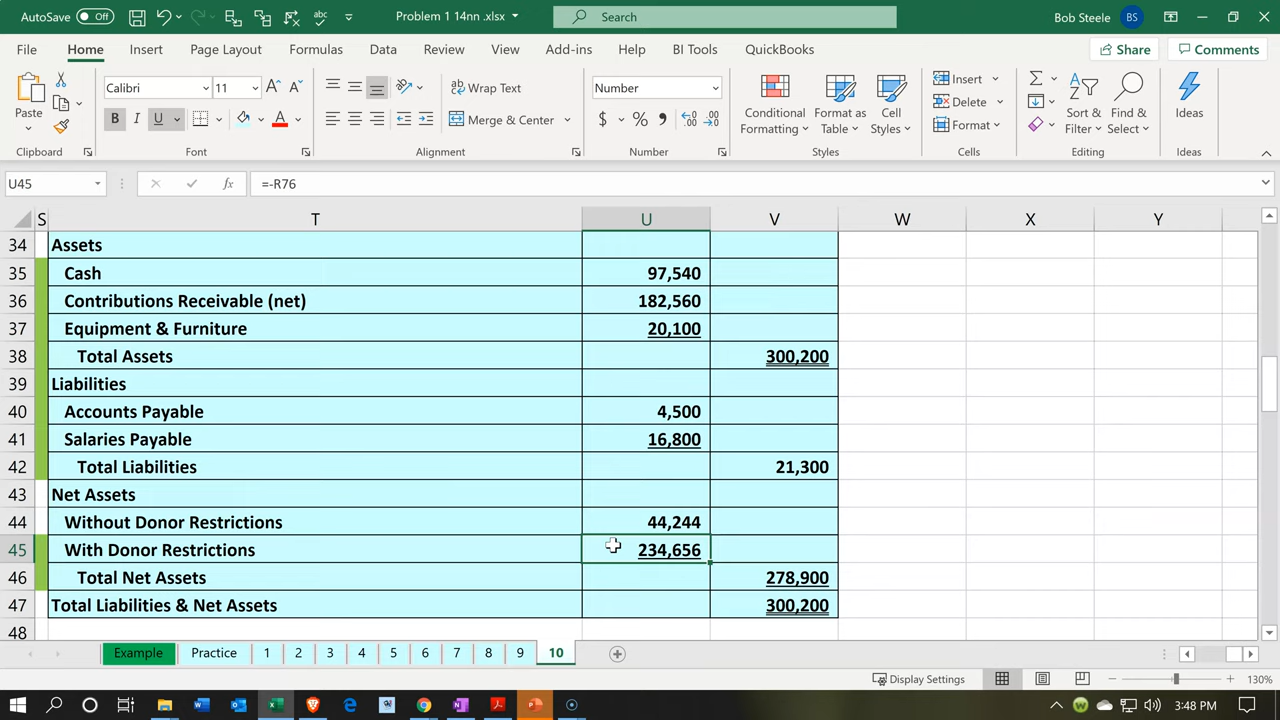 AutoSave Off Problem 1 14nn .xlsx Search Bob Steele BS
File Home Insert Page Layout Formulas Data Review View Add-ins Help BI Tools QuickBooks Share Comments
Paste Calibri 11 Wrap Text Number Conditional Formatting Format as Table Cell Styles Insert Sort & Filter Find & Select Ideas
B I U A Merge & Center $ % Delete
Format
Clipboard Font Alignment Number Styles Cells Editing Ideas
U45 fx =-R76
S T U V W X Y
34 Assets
35 Cash 97,540
36 Contributions Receivable (net) 182,560
37 Equipment & Furniture 20,100
38 Total Assets 300,200
39 Liabilities
40 Accounts Payable 4,500
41 Salaries Payable 16,800
42 Total Liabilities 21,300
43 Net Assets
44 Without Donor Restrictions 44,244
45 With Donor Restrictions 234,656
46 Total Net Assets 278,900
47 Total Liabilities & Net Assets 300,200
48
Example Practice 1 2 3 4 5 6 7 8 9 10
Display Settings 130%
3:48 PM